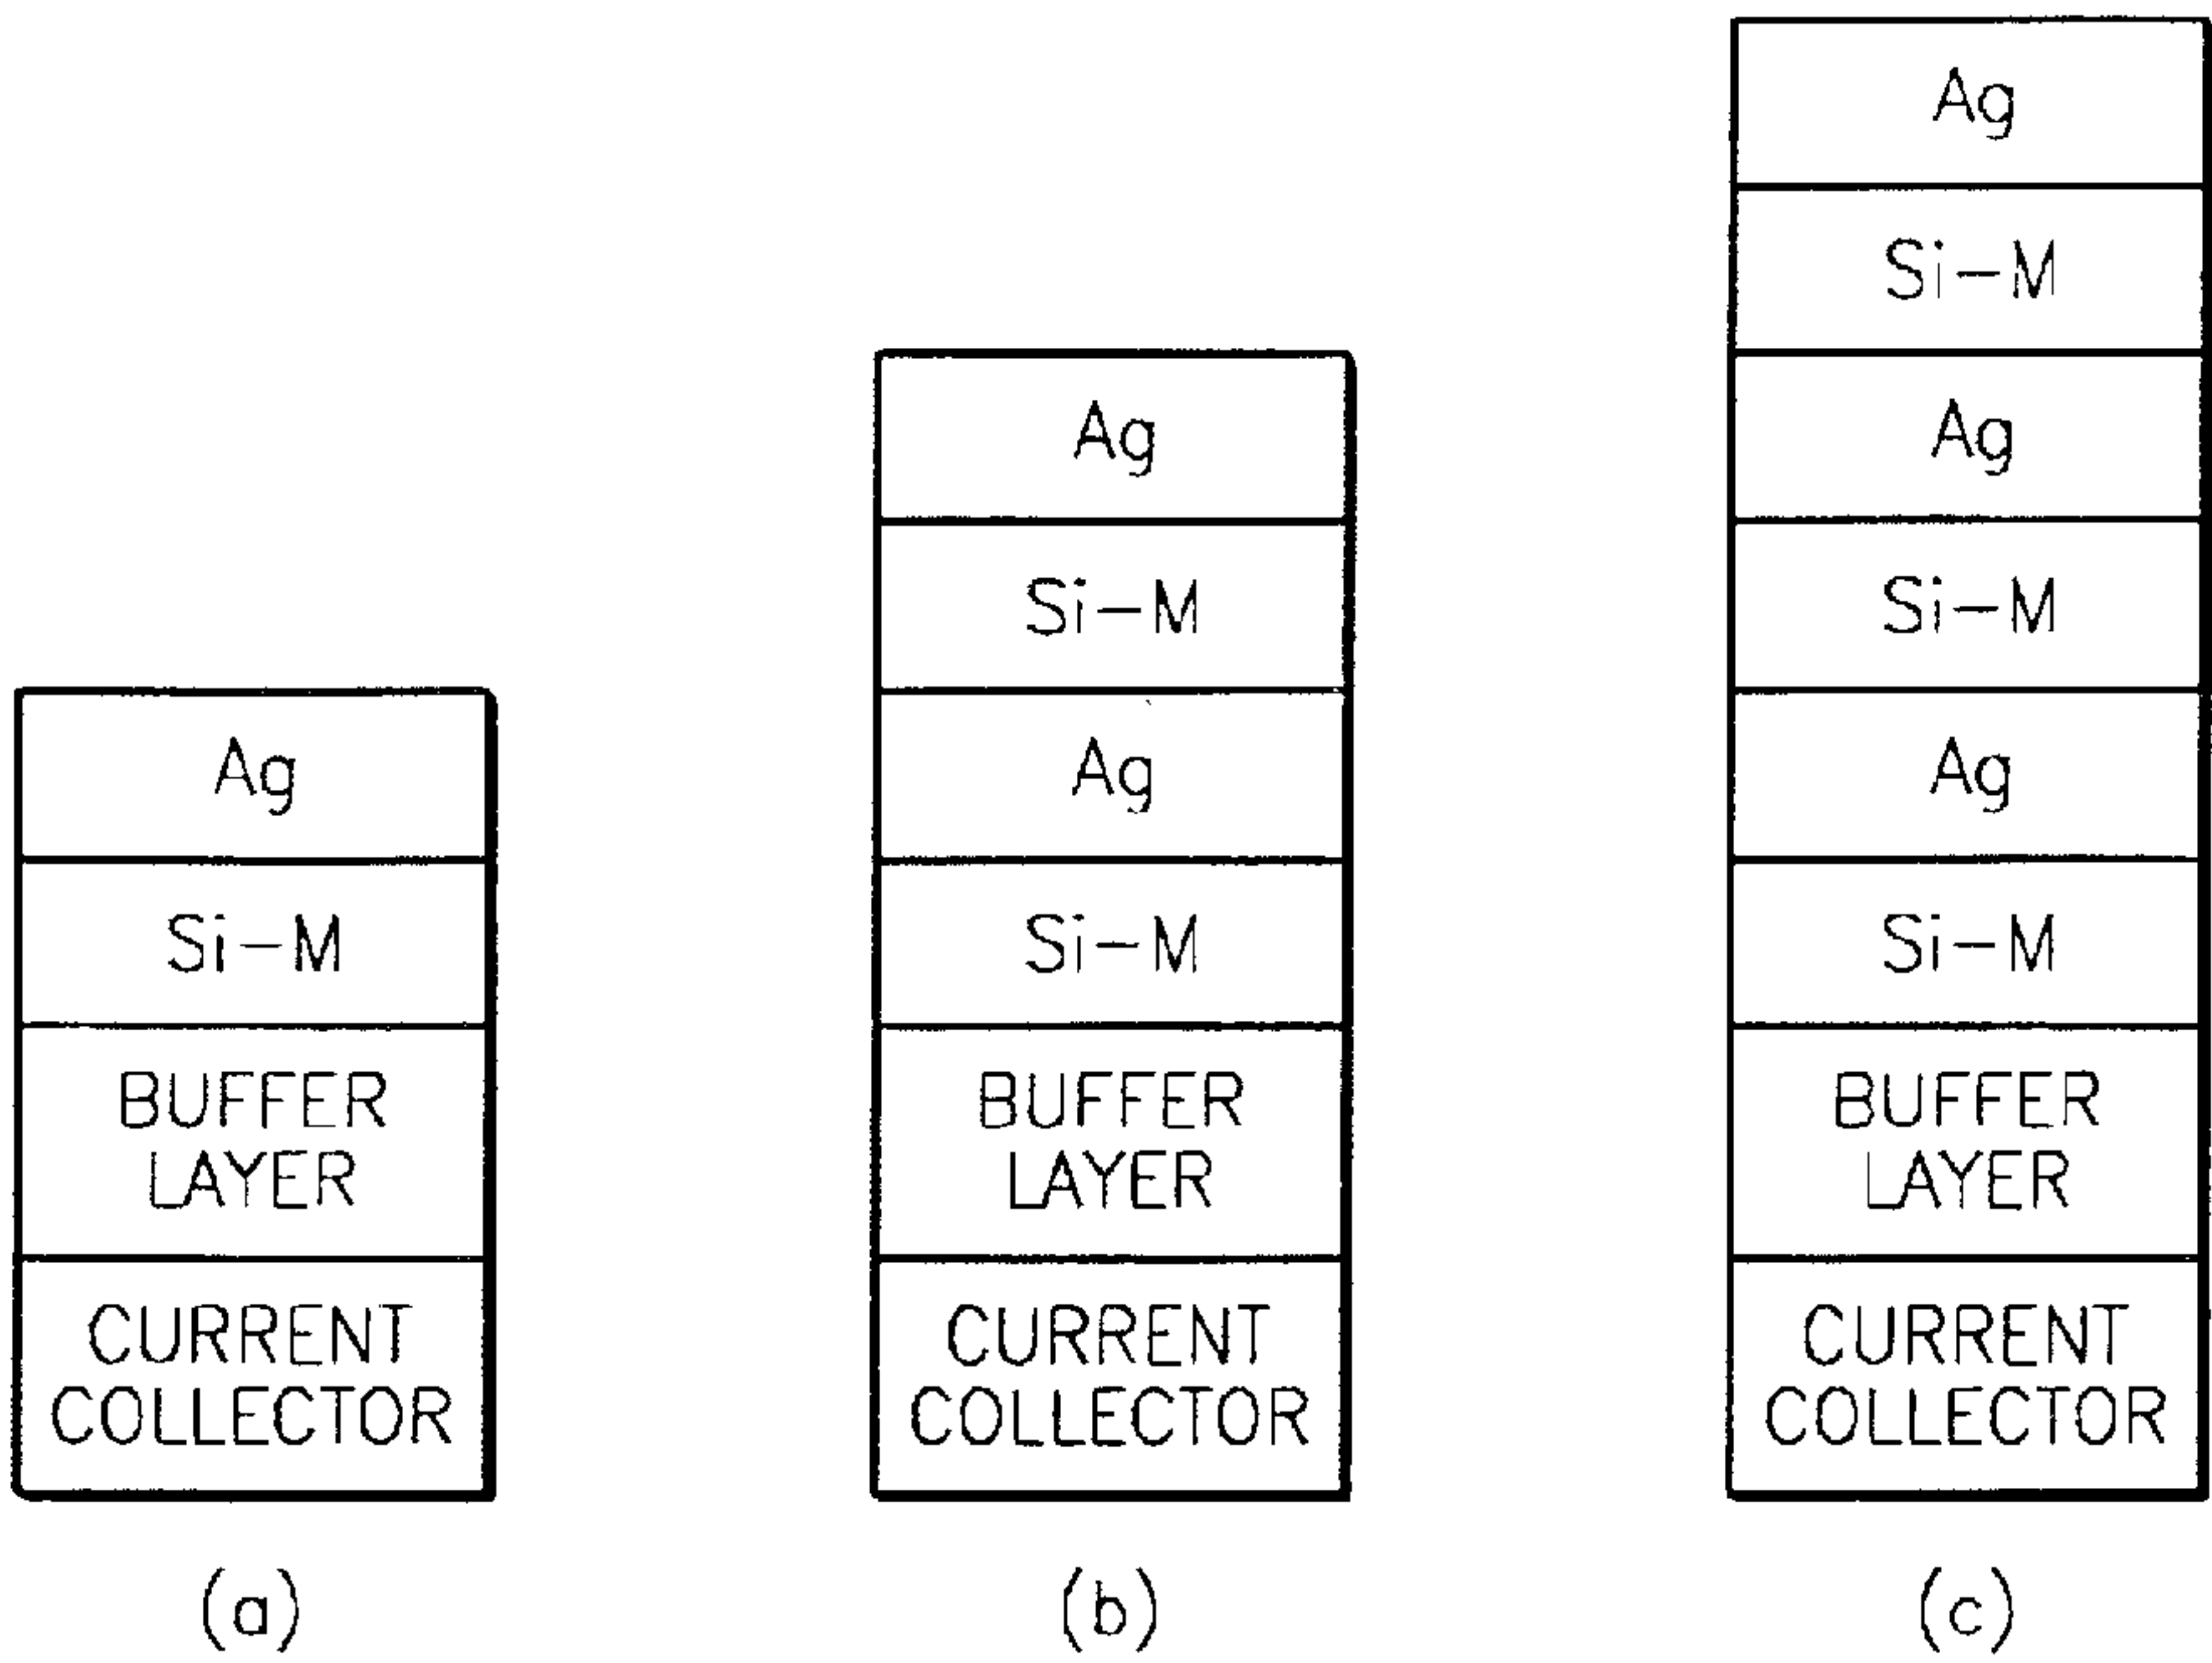 Ag
Si-M
BUFFER
LAYER
CURRENT
COLLECTOR
(a)
Ag
Si-M
Ag
Si-M
BUFFER
LAYER
CURRENT
COLLECTOR
(b)
Ag
Si-M
Ag
Si-M
Ag
Si-M
BUFFER
LAYER
CURRENT
COLLECTOR
(c)